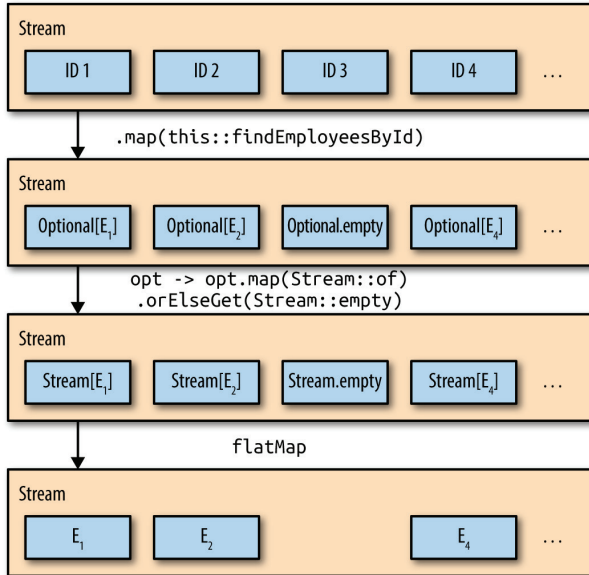 Stream
ID 1 ID 2 ID 3 ID 4 ...
.map(this::findEmployeesById)
Stream
Optional[E₁] Optional[E₂] Optional.empty Optional[E₄] ...
opt -> opt.map(Stream::of)
.orElseGet(Stream::empty)
Stream
Stream[E₁] Stream[E₂] Stream.empty Stream[E₄] ...
flatMap
Stream
E₁ E₂ E₄ ...